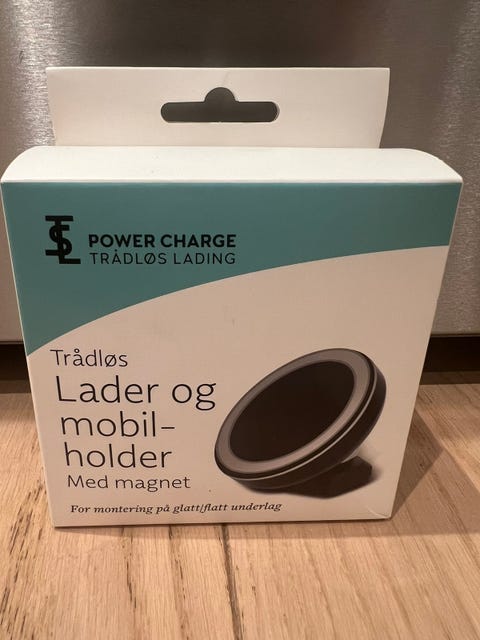 POWER CHARGE
TRÅDLØS LADING
Trådløs
Lader og
mobil-
holder
Med magnet
For montering på glatt/flatt underlag